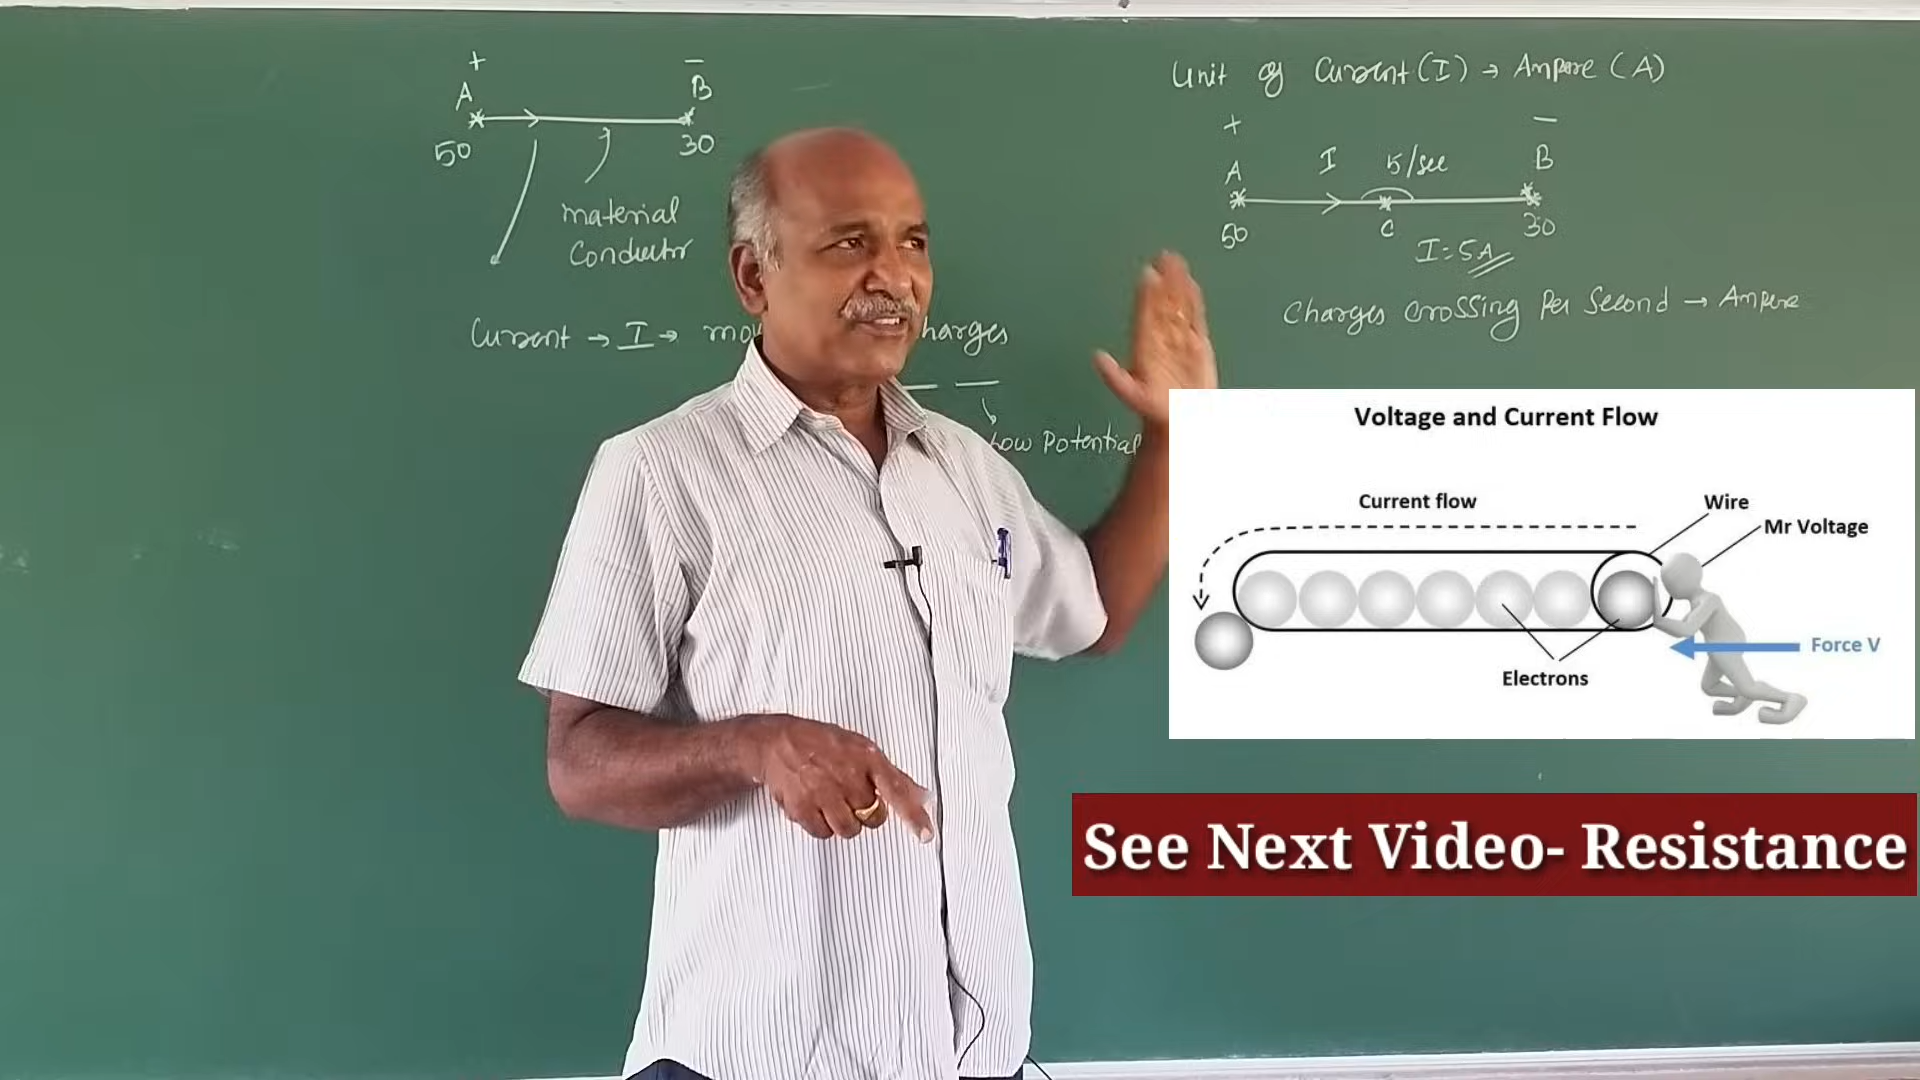 + −
A B
50 30
material
Conductor
Current → I → mo harges
Low Potential
Unit of Current (I) → Ampere (A)
+ −
A I 5/sec B
50 C 30
I = 5A
Charges crossing Per Second → Ampere
Voltage and Current Flow
Current flow
Wire
Mr Voltage
Force V
Electrons
See Next Video- Resistance